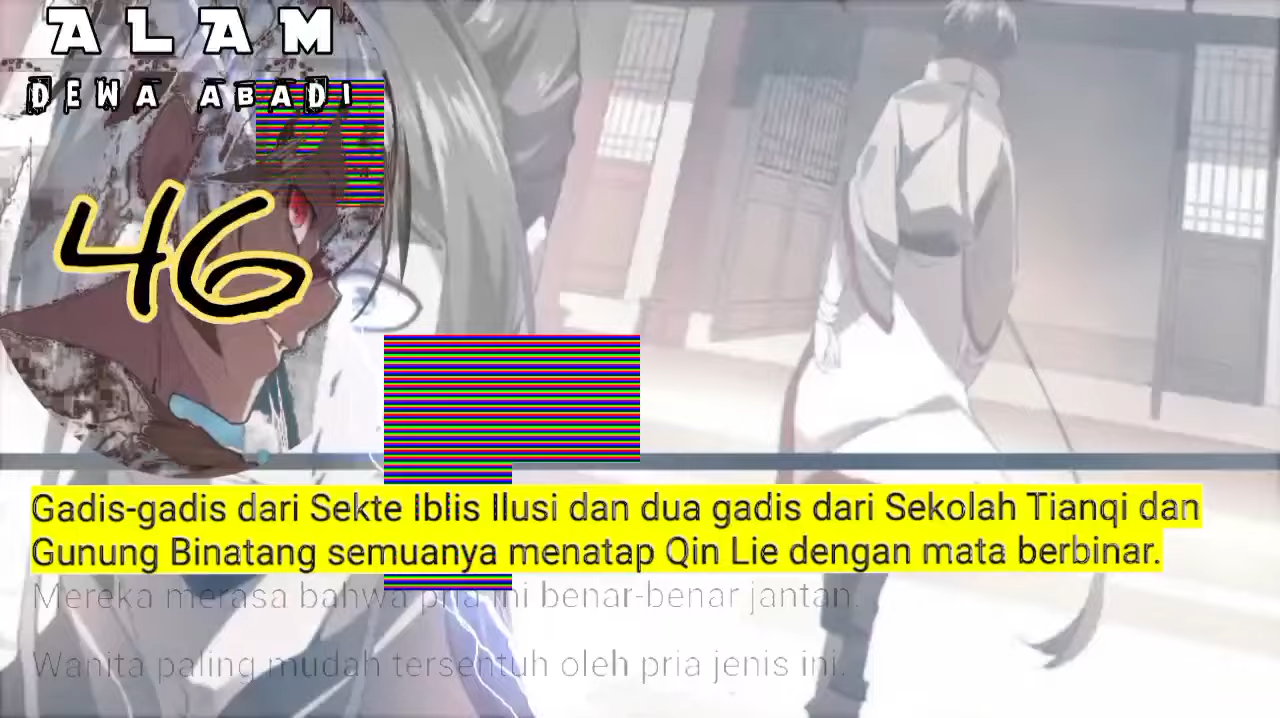 ALAM
DEWA ABADI
46
Gadis-gadis dari Sekte Iblis Ilusi dan dua gadis dari Sekolah Tianqi dan
Gunung Binatang semuanya menatap Qin Lie dengan mata berbinar.
Mereka merasa bahwa pria ini benar-benar jantan.
Wanita paling mudah tersentuh oleh pria jenis ini.